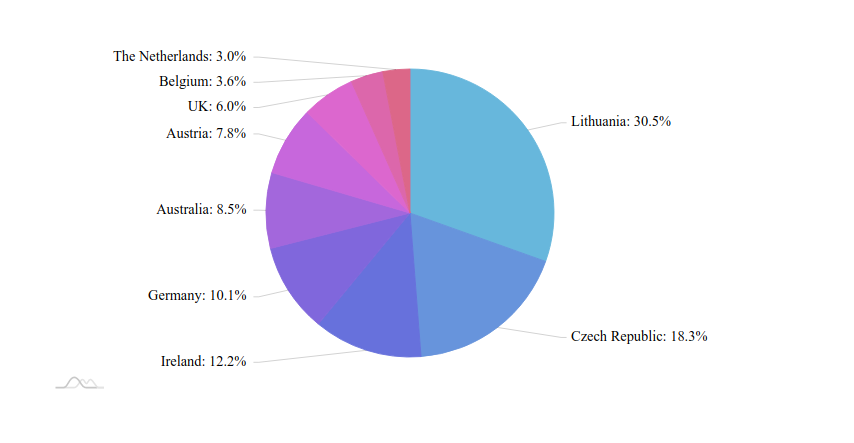 The Netherlands: 3.0%
Belgium: 3.6%
UK: 6.0%
Austria: 7.8%
Australia: 8.5%
Germany: 10.1%
Ireland: 12.2%
Lithuania: 30.5%
Czech Republic: 18.3%